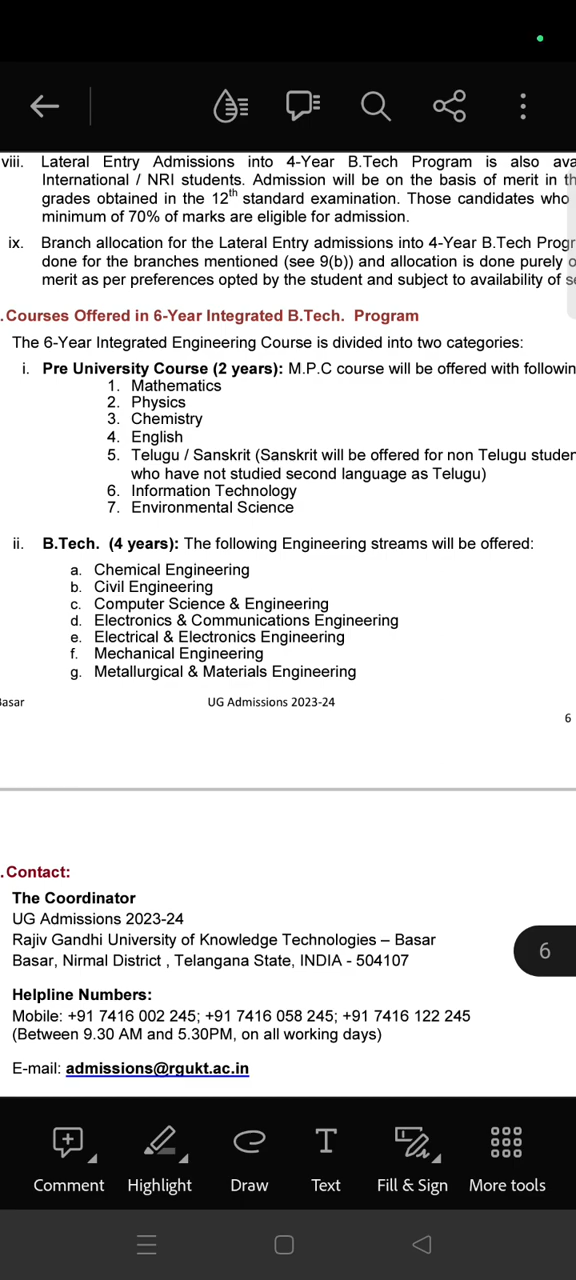 viii. Lateral Entry Admissions into 4-Year B.Tech Program is also
International / NRI students. Admission will be on the basis of merit in
grades obtained in the 12th standard examination. Those candidates who
minimum of 70% of marks are eligible for admission.
ix. Branch allocation for the Lateral Entry admissions into 4-Year B.Tech
done for the branches mentioned (see 9(b)) and allocation is done purely
merit as per preferences opted by the student and subject to availability of
.Courses Offered in 6-Year Integrated B.Tech. Program
The 6-Year Integrated Engineering Course is divided into two categories:
i. Pre University Course (2 years): M.P.C course will be offered with
1. Mathematics
2. Physics
3. Chemistry
4. English
5. Telugu / Sanskrit (Sanskrit will be offered for non Telugu
who have not studied second language as Telugu)
6. Information Technology
7. Environmental Science
ii. B.Tech. (4 years): The following Engineering streams will be offered:
a. Chemical Engineering
b. Civil Engineering
c. Computer Science & Engineering
d. Electronics & Communications Engineering
e. Electrical & Electronics Engineering
f. Mechanical Engineering
g. Metallurgical & Materials Engineering
Basar UG Admissions 2023-24
6
.Contact:
The Coordinator
UG Admissions 2023-24
Rajiv Gandhi University of Knowledge Technologies – Basar
Basar, Nirmal District , Telangana State, INDIA - 504107
6
Helpline Numbers:
Mobile: +91 7416 002 245; +91 7416 058 245; +91 7416 122 245
(Between 9.30 AM and 5.30PM, on all working days)
E-mail: admissions@rgukt.ac.in
Comment Highlight Draw Text Fill & Sign More tools